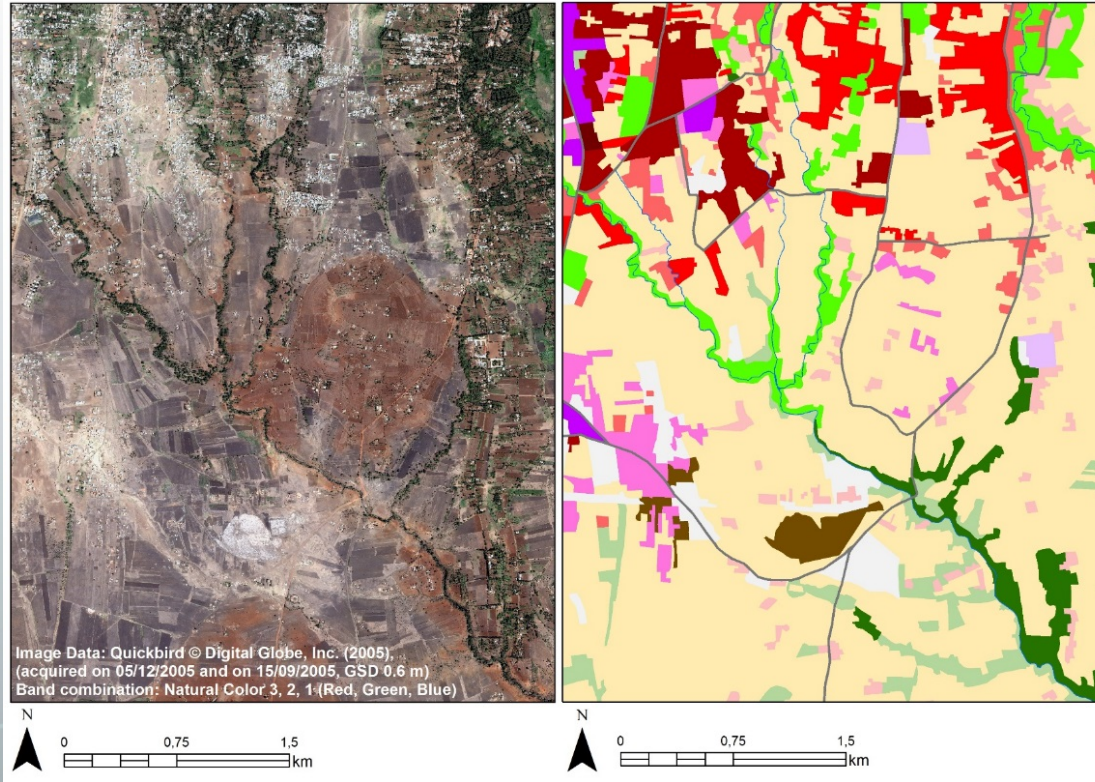 Image Data: Quickbird © Digital Globe, Inc. (2005),
(acquired on 05/12/2005 and on 15/09/2005, GSD 0.6 m)
Band combination: Natural Color 3, 2, 1 (Red, Green, Blue)
N
0 0,75 1,5
km
N
0 0,75 1,5
km